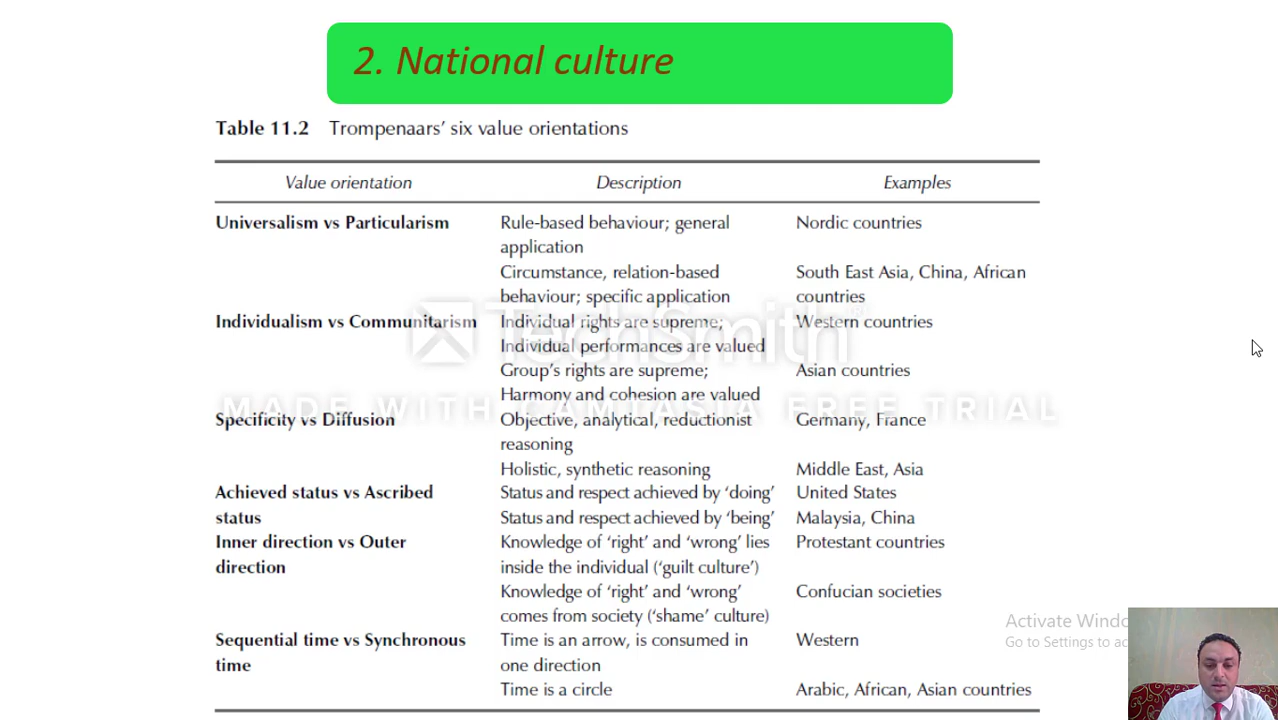 2. National culture
Table 11.2 Trompenaars' six value orientations
Value orientation Description Examples
Universalism vs Particularism Rule-based behaviour; general Nordic countries
application
Circumstance, relation-based South East Asia, China, African
behaviour; specific application countries
Individualism vs Communitarism Individual rights are supreme; Western countries
Individual performances are valued
Group's rights are supreme; Asian countries
Harmony and cohesion are valued
Specificity vs Diffusion Objective, analytical, reductionist Germany, France
reasoning
Holistic, synthetic reasoning Middle East, Asia
Achieved status vs Ascribed Status and respect achieved by 'doing' United States
status Status and respect achieved by 'being' Malaysia, China
Inner direction vs Outer Knowledge of 'right' and 'wrong' lies Protestant countries
direction inside the individual ('guilt culture')
Knowledge of 'right' and 'wrong' Confucian societies
comes from society ('shame' culture)
Sequential time vs Synchronous Time is an arrow, is consumed in Western
time one direction
Time is a circle Arabic, African, Asian countries
TechSmith
MADE WITH CAMTASIA FREE TRIAL
Activate Windo
Go to Settings to ac